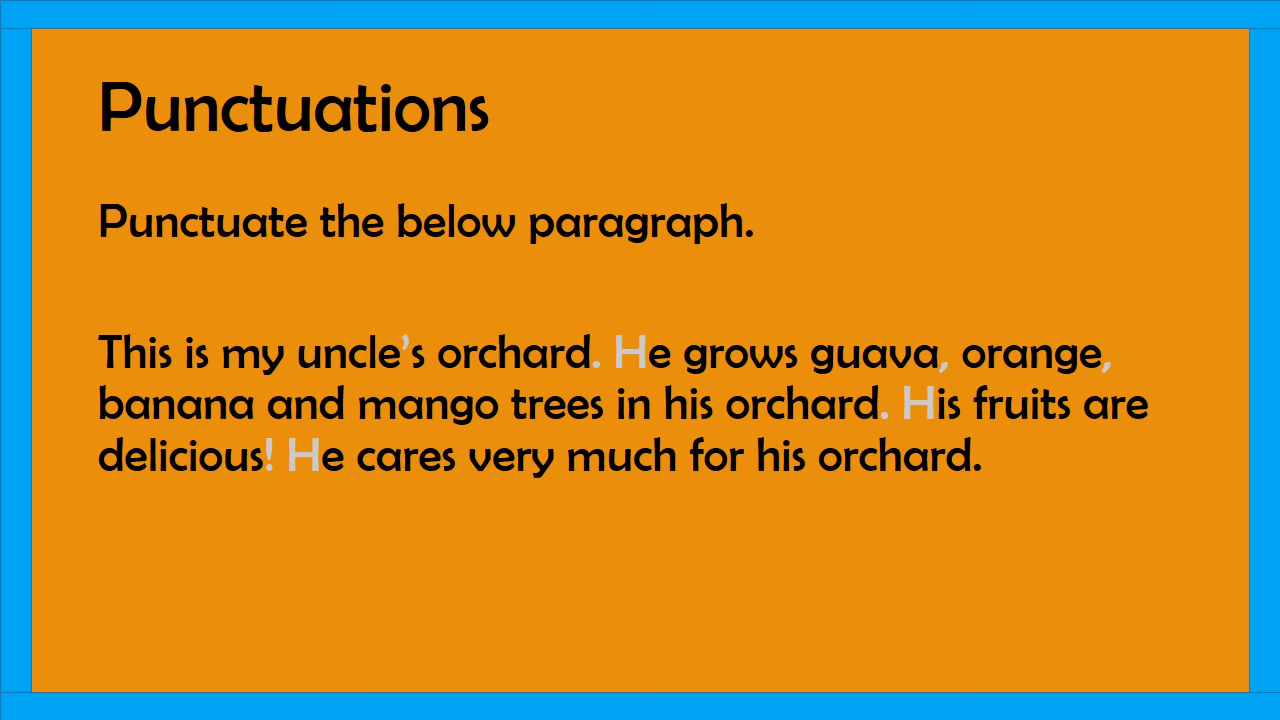 Punctuations
Punctuate the below paragraph.
This is my uncle’s orchard. He grows guava, orange,
banana and mango trees in his orchard. His fruits are
delicious! He cares very much for his orchard.